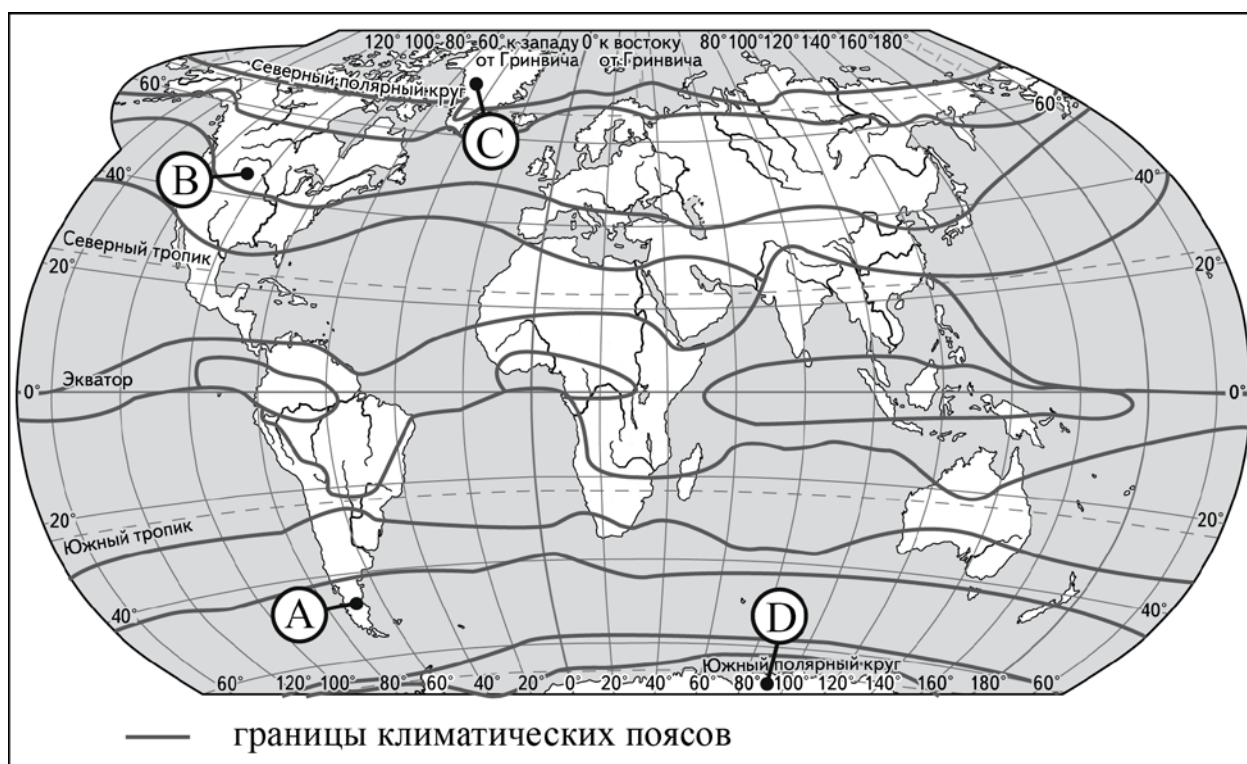 120° 100° 80° 60° к западу 0° к востоку 80° 100° 120° 140° 160° 180°
от Гринвича от Гринвича
Северный полярный круг
60°
60°
C
B
40°
40°
Северный тропик
20°
20°
Экватор
0°
0°
20°
20°
Южный тропик
40°
40°
A
D
Южный полярный круг
60° 120° 100° 80° 60° 40° 20° 0° 20° 40° 60° 80° 100° 120° 140° 160° 180° 60°
границы климатических поясов